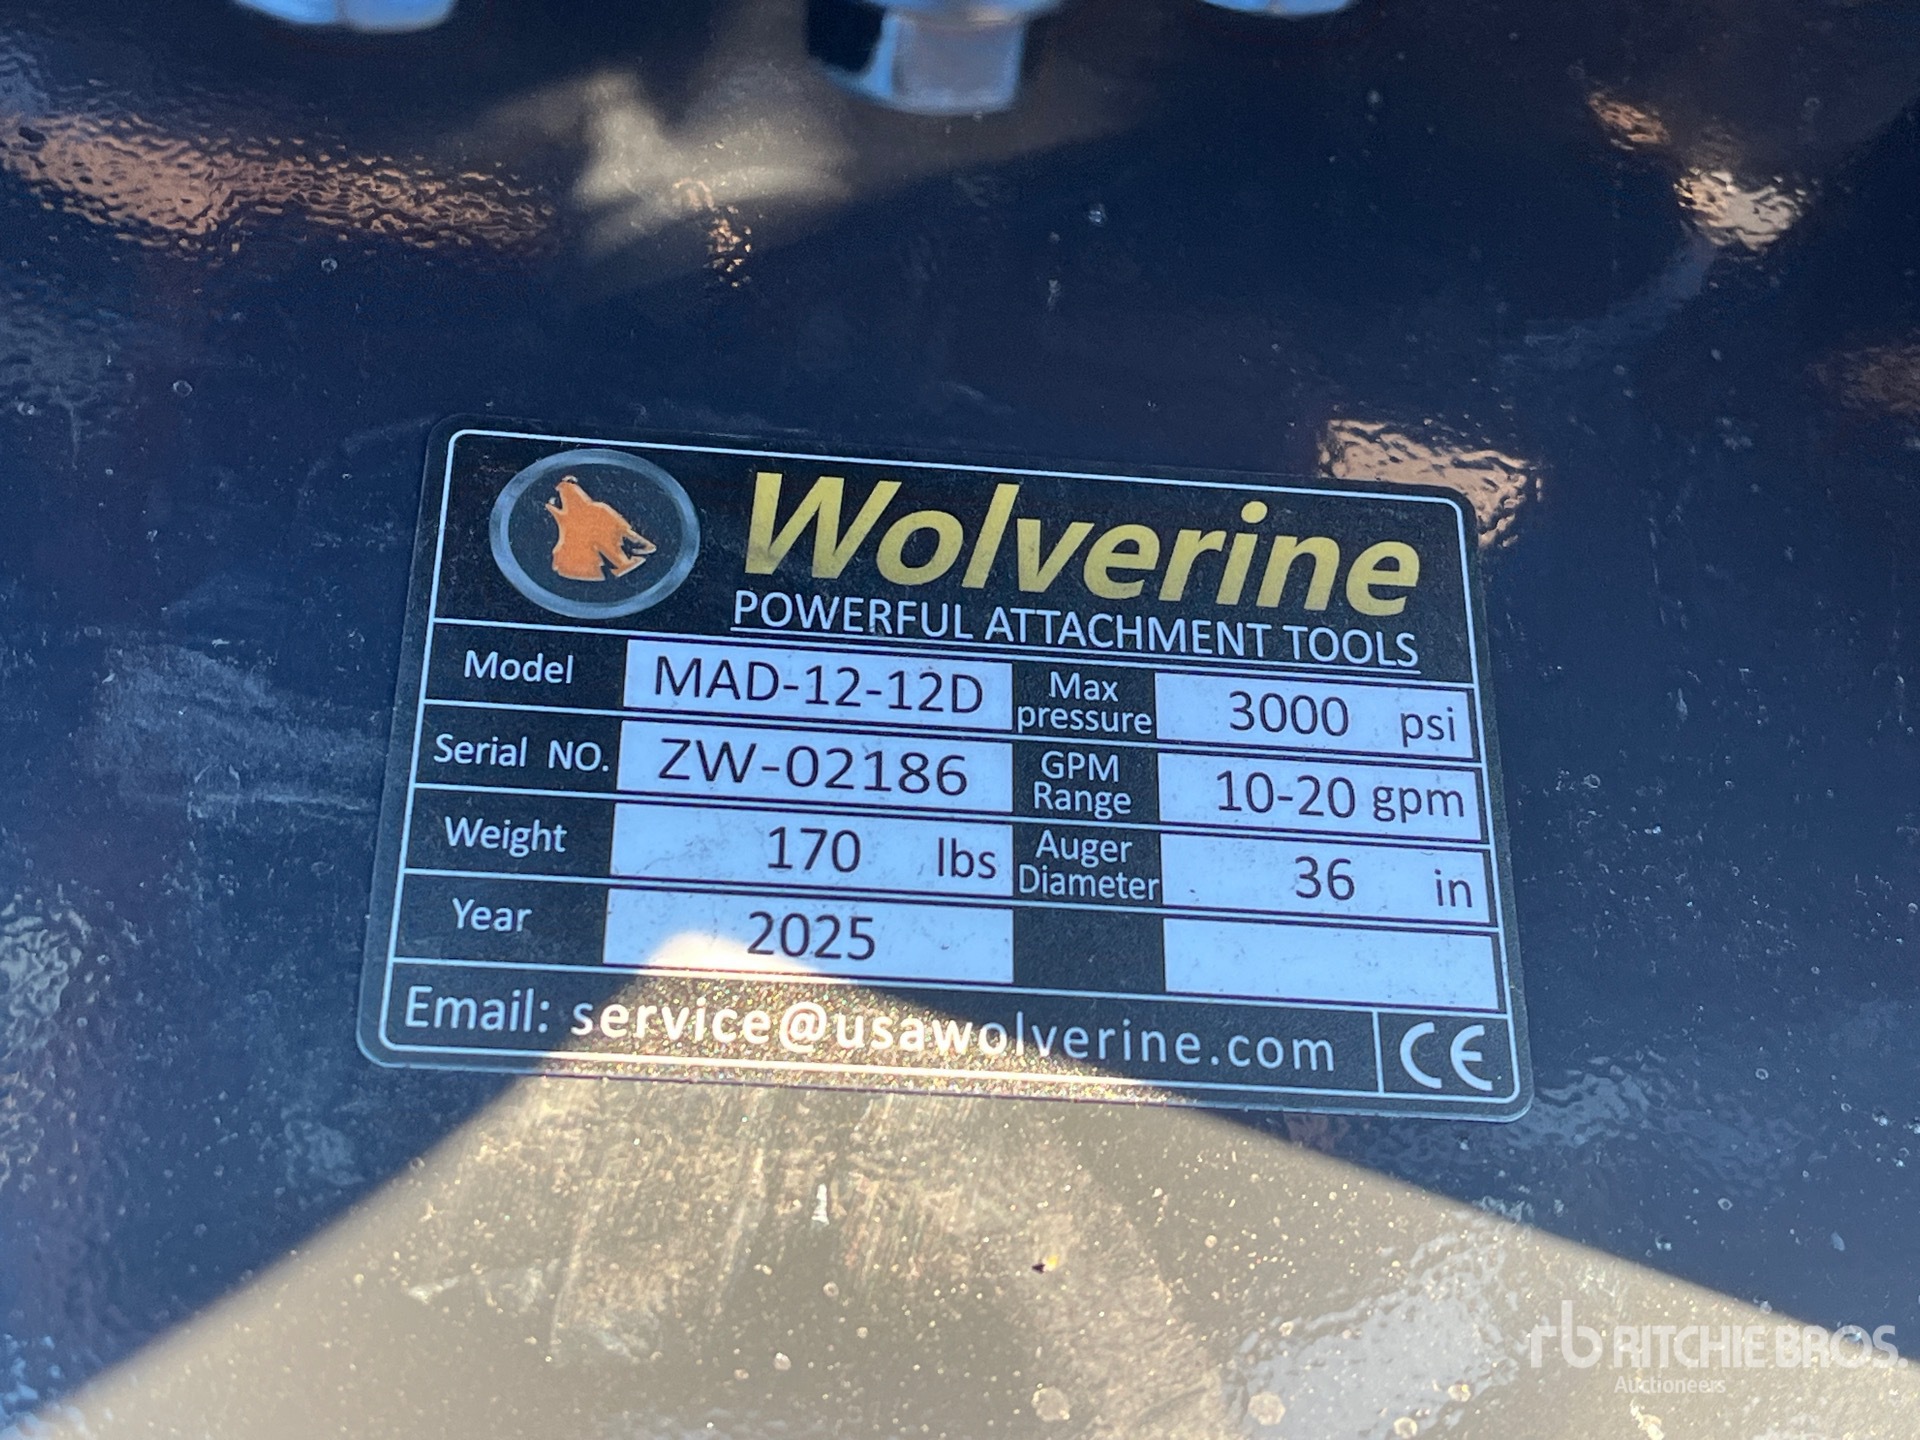 Wolverine
POWERFUL ATTACHMENT TOOLS
Model MAD-12-12D Max pressure 3000 psi
Serial NO. ZW-02186 GPM Range 10-20 gpm
Weight 170 lbs Auger Diameter 36 in
Year 2025
Email: service@usawolverine.com CE
rb RITCHIE BROS.
Auctioneers